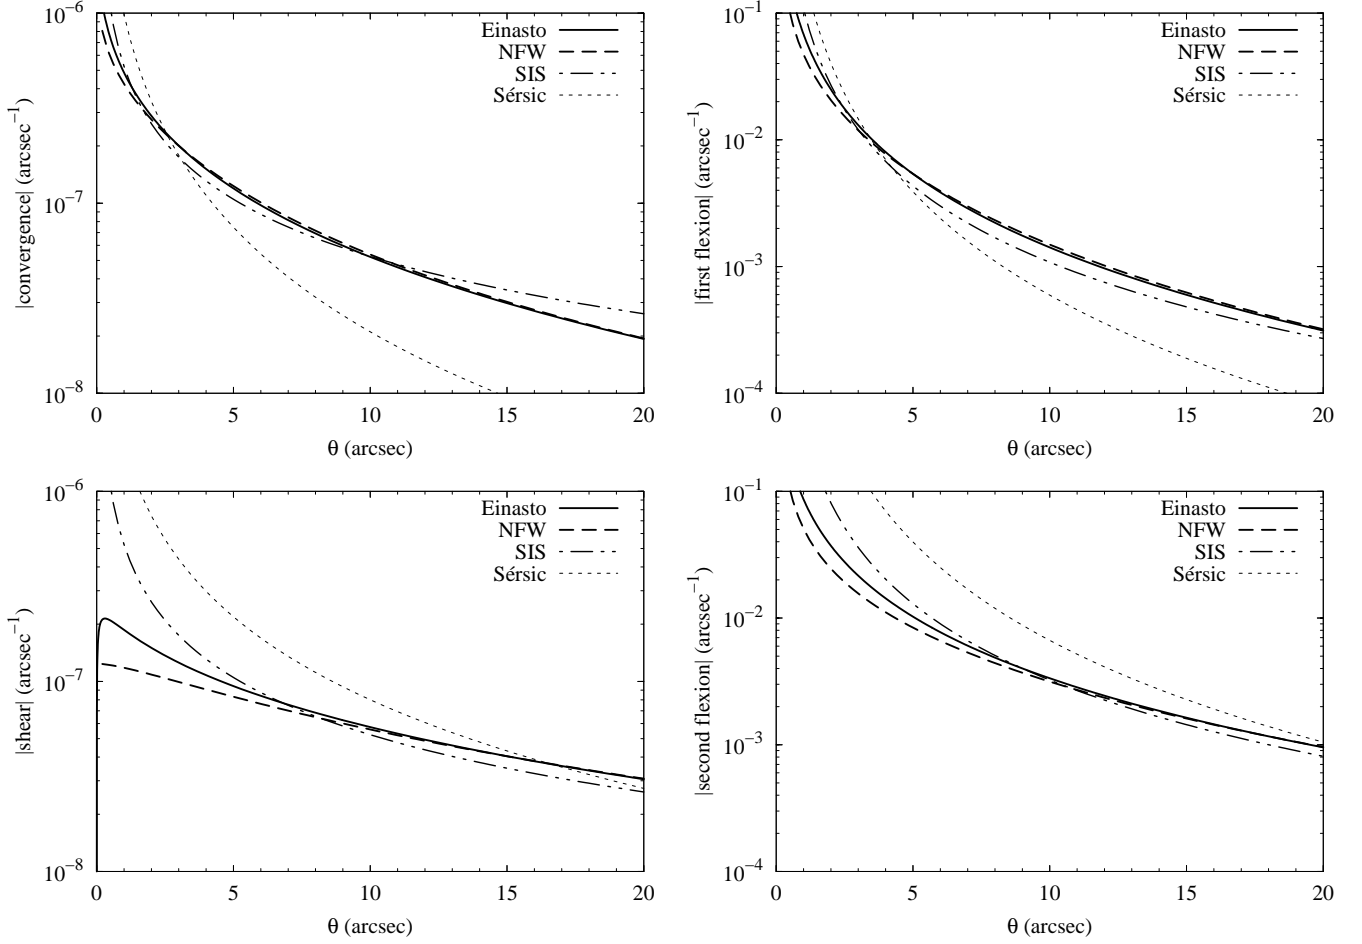 10⁻⁶
10⁻⁷
10⁻⁸
|convergence| (arcsec⁻¹)
Einasto
NFW
SIS
Sérsic
0 5 10 15 20
θ (arcsec)
10⁻¹
10⁻²
10⁻³
10⁻⁴
|first flexion| (arcsec⁻¹)
Einasto
NFW
SIS
Sérsic
0 5 10 15 20
θ (arcsec)
10⁻⁶
10⁻⁷
10⁻⁸
|shear| (arcsec⁻¹)
Einasto
NFW
SIS
Sérsic
0 5 10 15 20
θ (arcsec)
10⁻¹
10⁻²
10⁻³
10⁻⁴
|second flexion| (arcsec⁻¹)
Einasto
NFW
SIS
Sérsic
0 5 10 15 20
θ (arcsec)